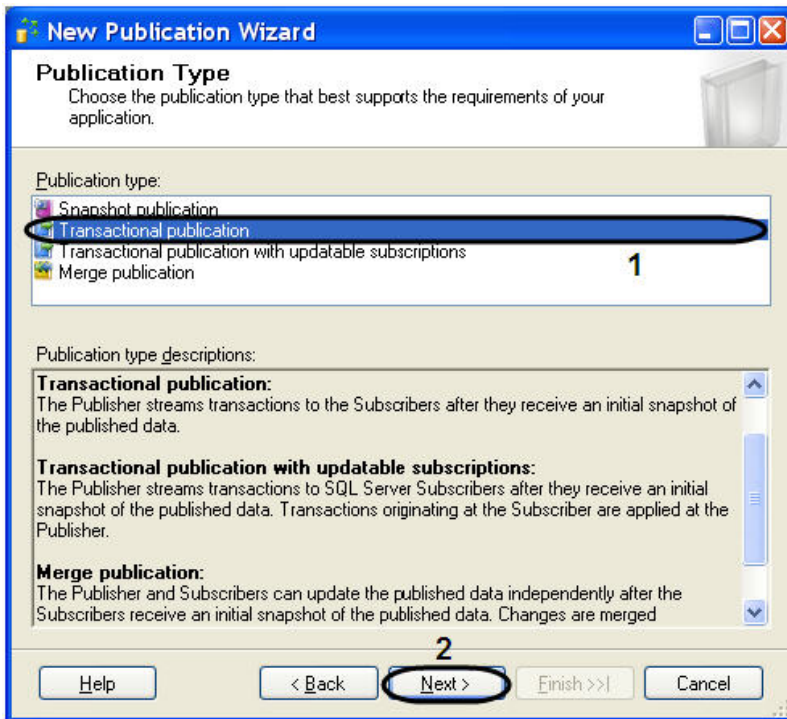 New Publication Wizard
Publication Type
Choose the publication type that best supports the requirements of your
application.
Publication type:
Snapshot publication
Transactional publication
1
Transactional publication with updatable subscriptions
Merge publication
Publication type descriptions:
Transactional publication:
The Publisher streams transactions to the Subscribers after they receive an initial snapshot of
the published data.
Transactional publication with updatable subscriptions:
The Publisher streams transactions to SQL Server Subscribers after they receive an initial
snapshot of the published data. Transactions originating at the Subscriber are applied at the
Publisher.
Merge publication:
The Publisher and Subscribers can update the published data independently after the
Subscribers receive an initial snapshot of the published data. Changes are merged
2
Help
< Back
Next >
Finish >>|
Cancel